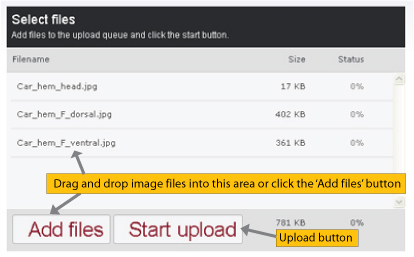 Select files
Add files to the upload queue and click the start button.
Filename Size Status
Car_hem_head.jpg 17 KB 0%
Car_hem_F_dorsal.jpg 402 KB 0%
Car_hem_F_ventral.jpg 361 KB 0%
Drag and drop image files into this area or click the 'Add files' button
Add files Start upload 781 KB 0%
Upload button